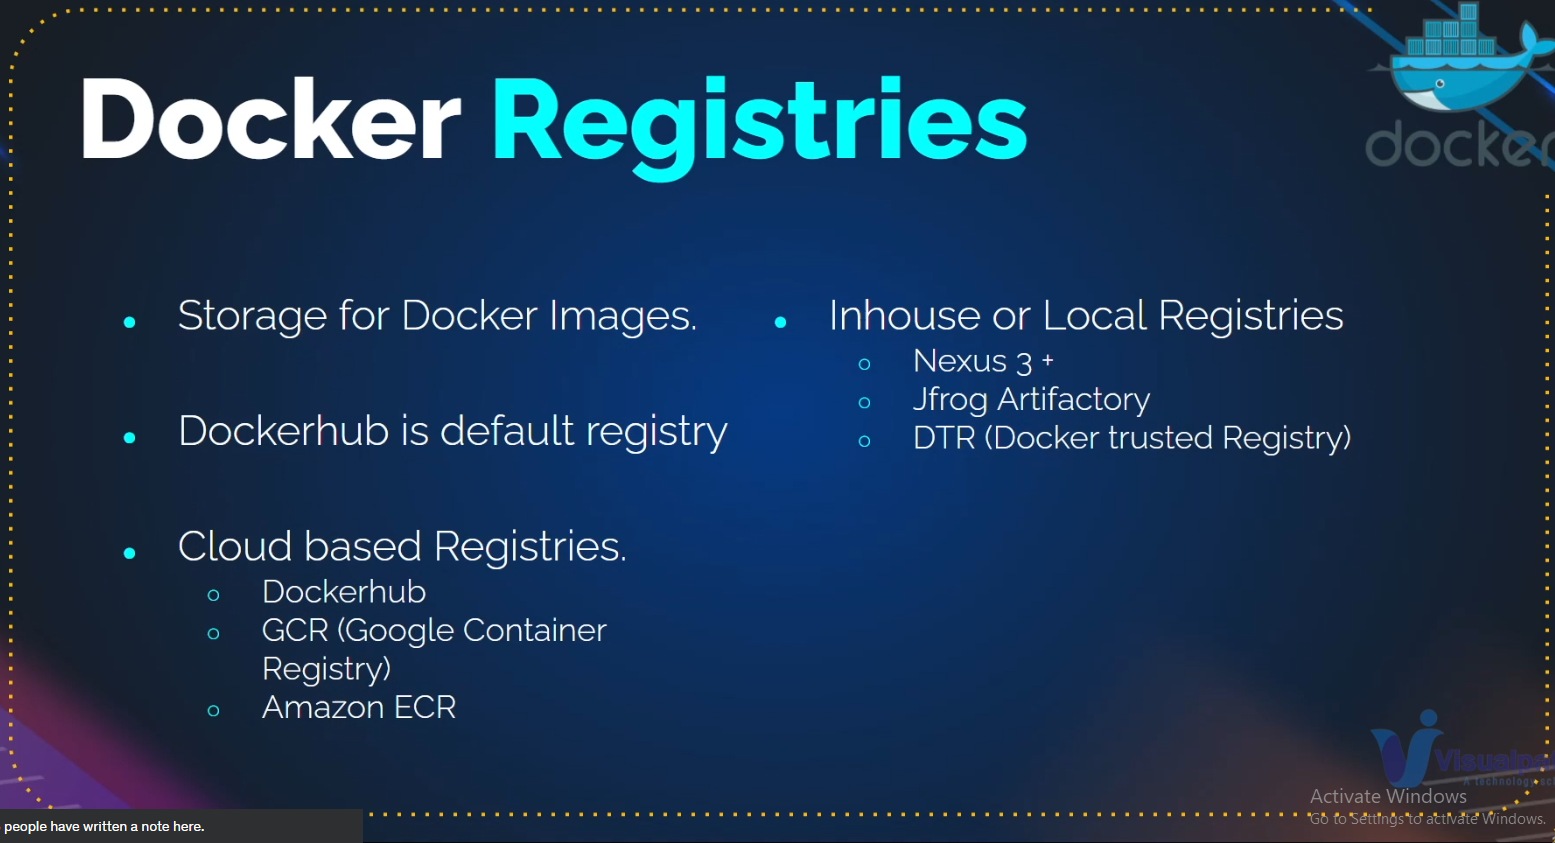 Docker Registries
docker
Storage for Docker Images.
Dockerhub is default registry
Cloud based Registries.
Dockerhub
GCR (Google Container
Registry)
Amazon ECR
Inhouse or Local Registries
Nexus 3 +
Jfrog Artifactory
DTR (Docker trusted Registry)
A technology
Activate Windows
Go to Settings to activate Windows.
people have written a note here.